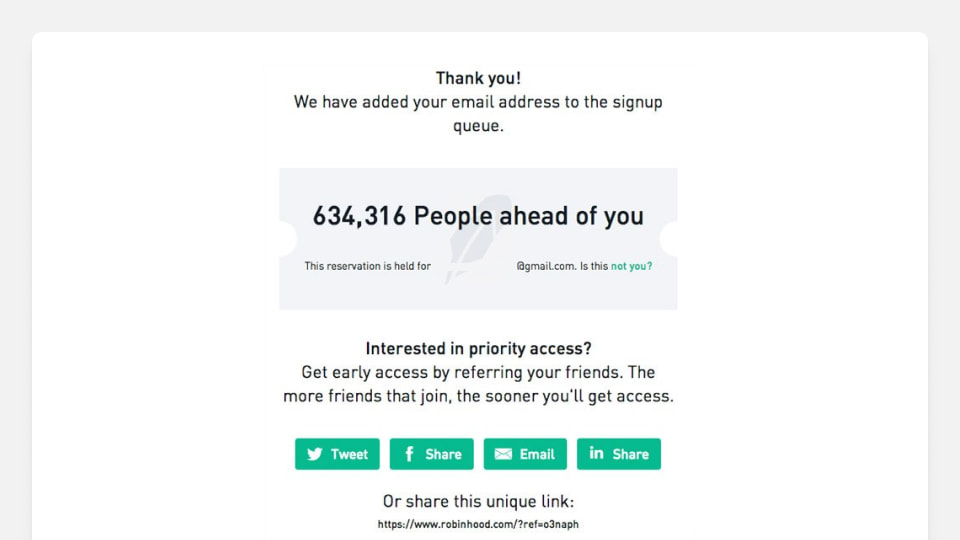 Thank you!
We have added your email address to the signup
queue.
634,316 People ahead of you
This reservation is held for @gmail.com. Is this not you?
Interested in priority access?
Get early access by referring your friends. The
more friends that join, the sooner you'll get access.
Tweet
Share
Email
Share
Or share this unique link:
https://www.robinhood.com/?ref=o3naph